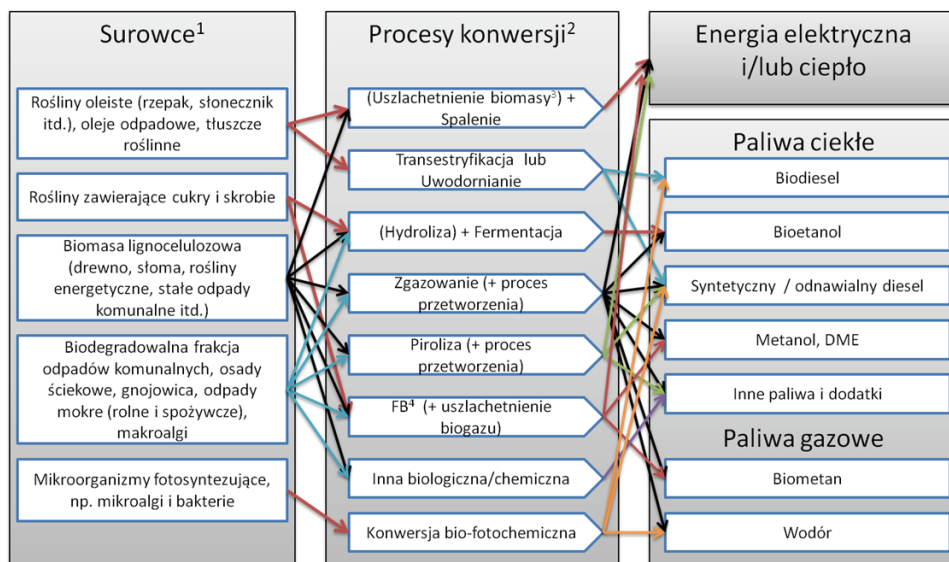 Surowce¹
Rośliny oleiste (rzepak, słonecznik
itd.), oleje odpadowe, tłuszcze
roślinne
Rośliny zawierające cukry i skrobie
Biomasa lignocelulozowa
(drewno, słoma, rośliny
energetyczne, stałe odpady
komunalne itd.)
Biodegradowalna frakcja
odpadów komunalnych, osady
ściekowe, gnojowica, odpady
mokre (rolne i spożywcze),
makroalgi
Mikroorganizmy fotosyntezujące,
np. mikroalgi i bakterie
Procesy konwersji²
(Uszlachetnienie biomasy³) +
Spalenie
Transestryfikacja lub
Uwodornianie
(Hydroliza) + Fermentacja
Zgazowanie (+ proces
przetworzenia)
Piroliza (+ proces
przetworzenia)
FB⁴ (+ uszlachetnienie
biogazu)
Inna biologiczna/chemiczna
Konwersja bio-fotochemiczna
Energia elektryczna
i/lub ciepło
Paliwa ciekłe
Biodiesel
Bioetanol
Syntetyczny / odnawialny diesel
Metanol, DME
Inne paliwa i dodatki
Paliwa gazowe
Biometan
Wodór